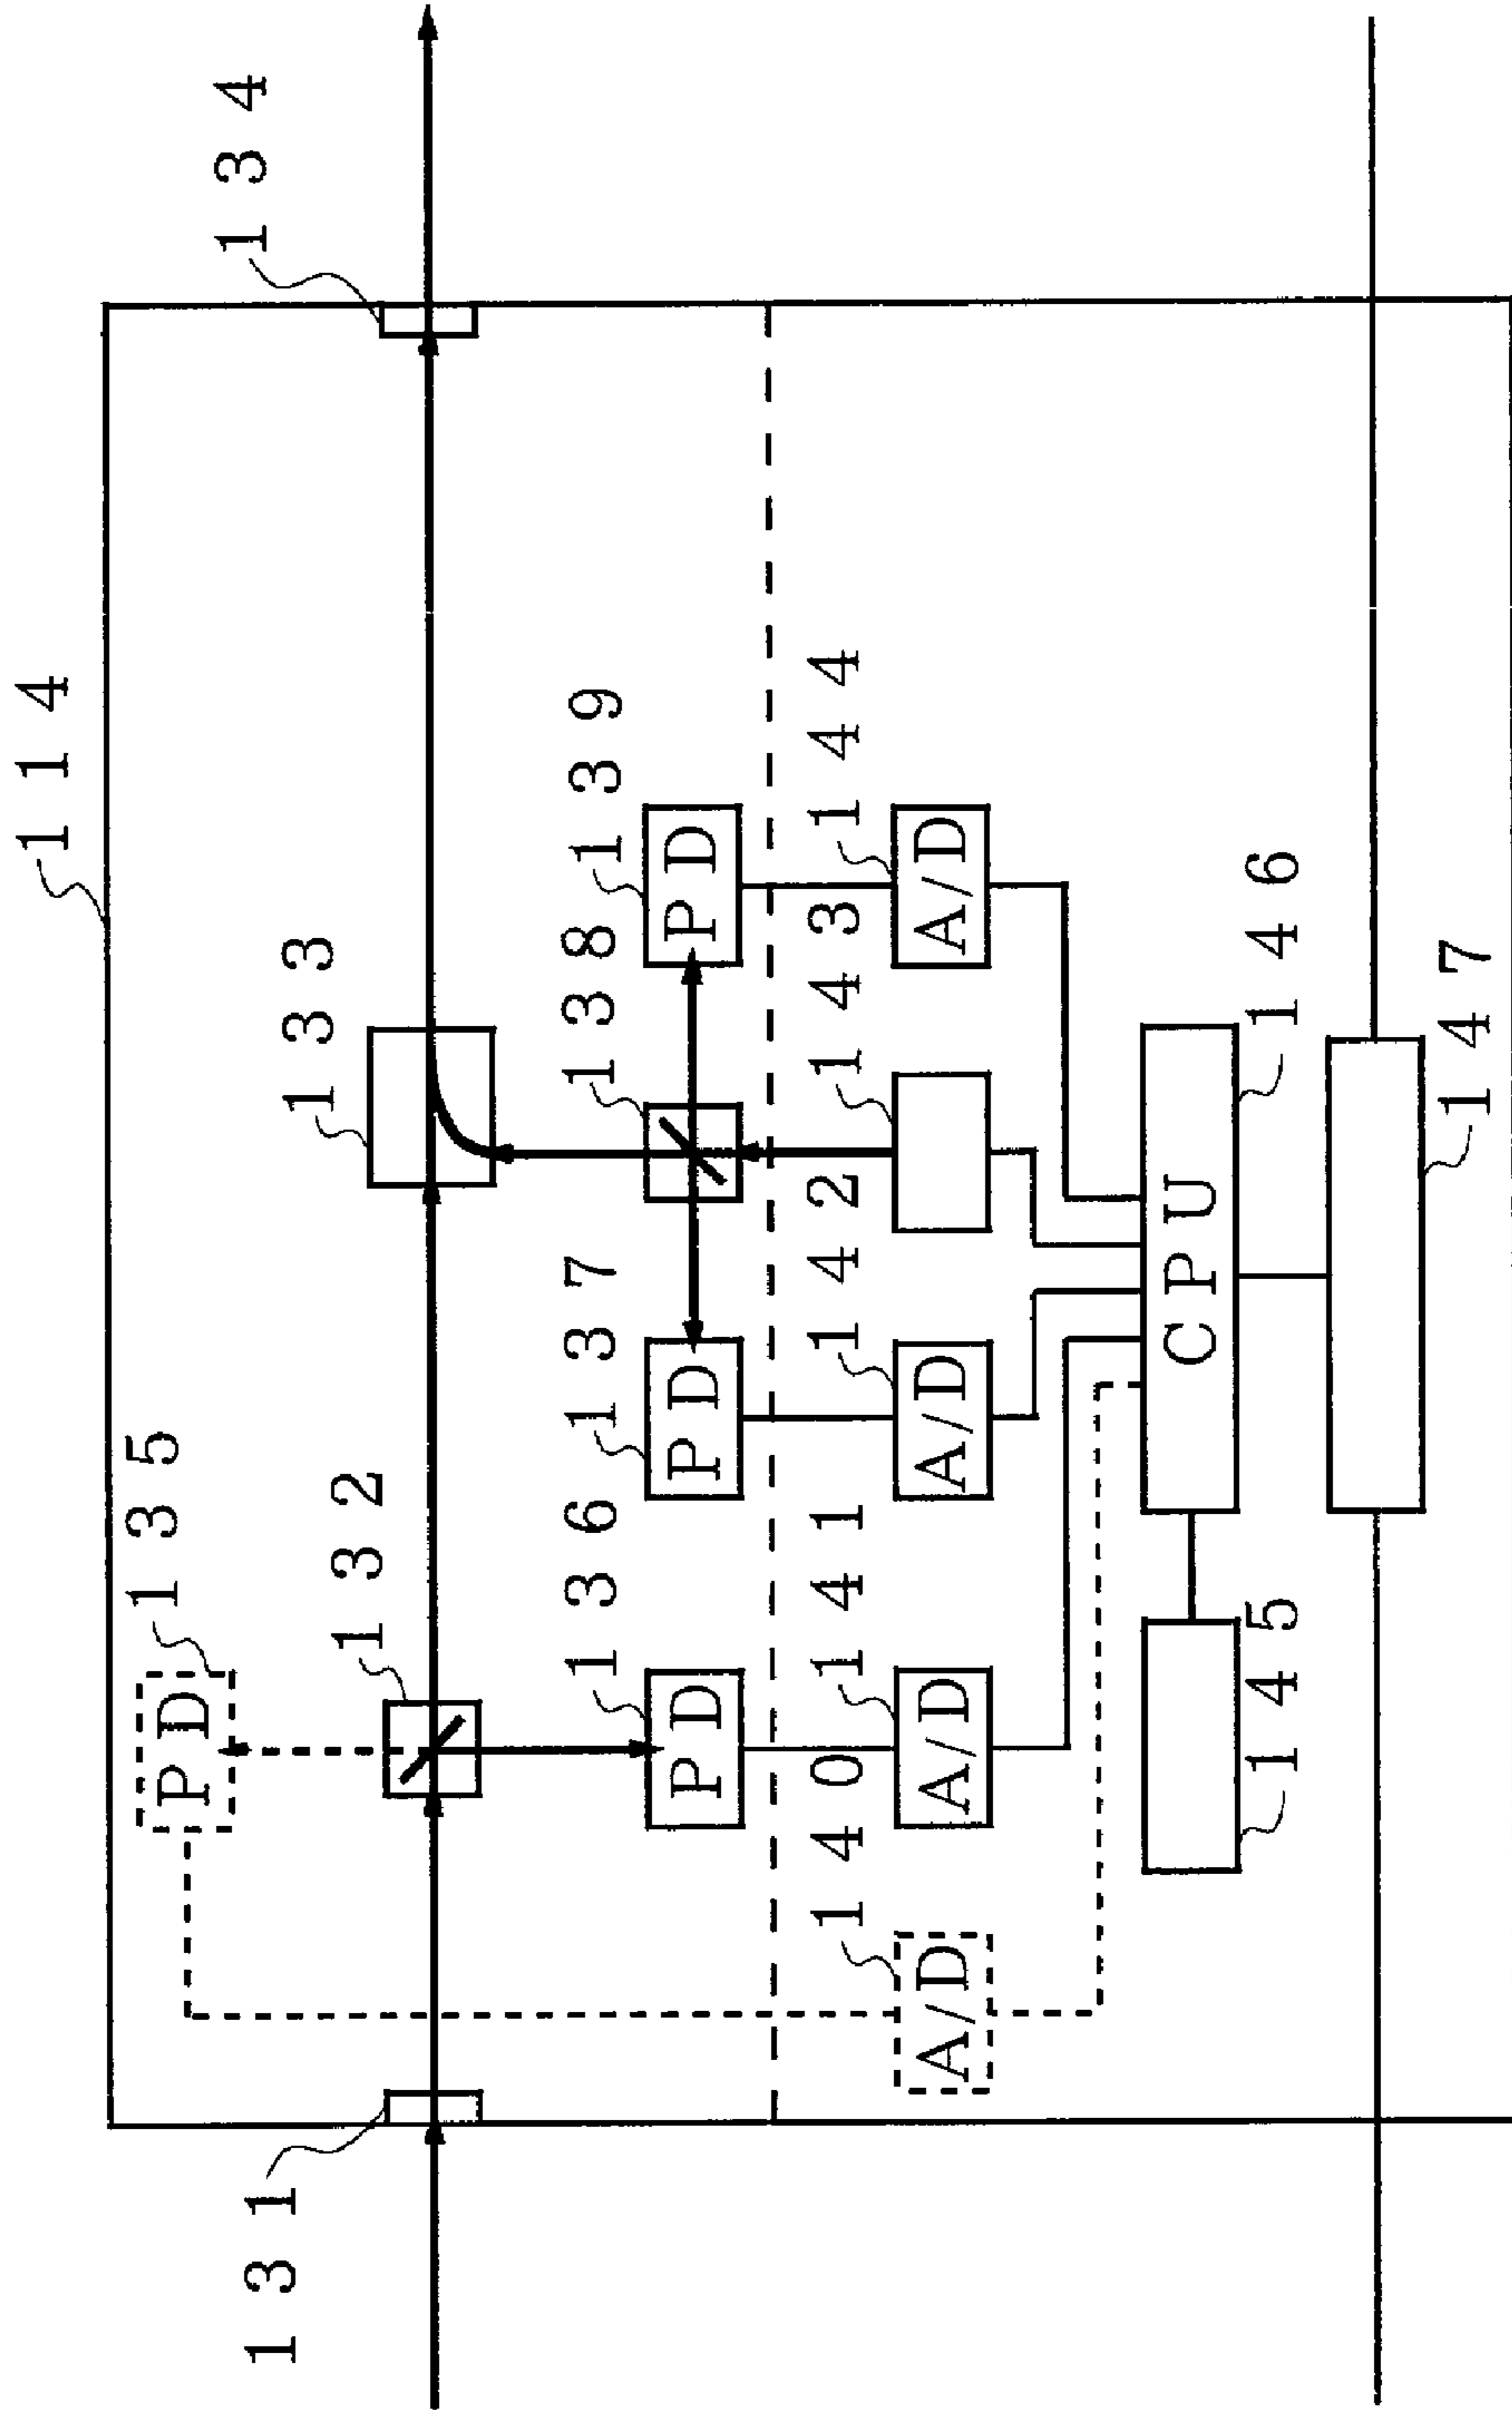 114
134
133
132
PD 135
131
PD 136
PD 137
138
PD 139
A/D 140
A/D 141
A/D 142
143
A/D 144
145
CPU 146
147